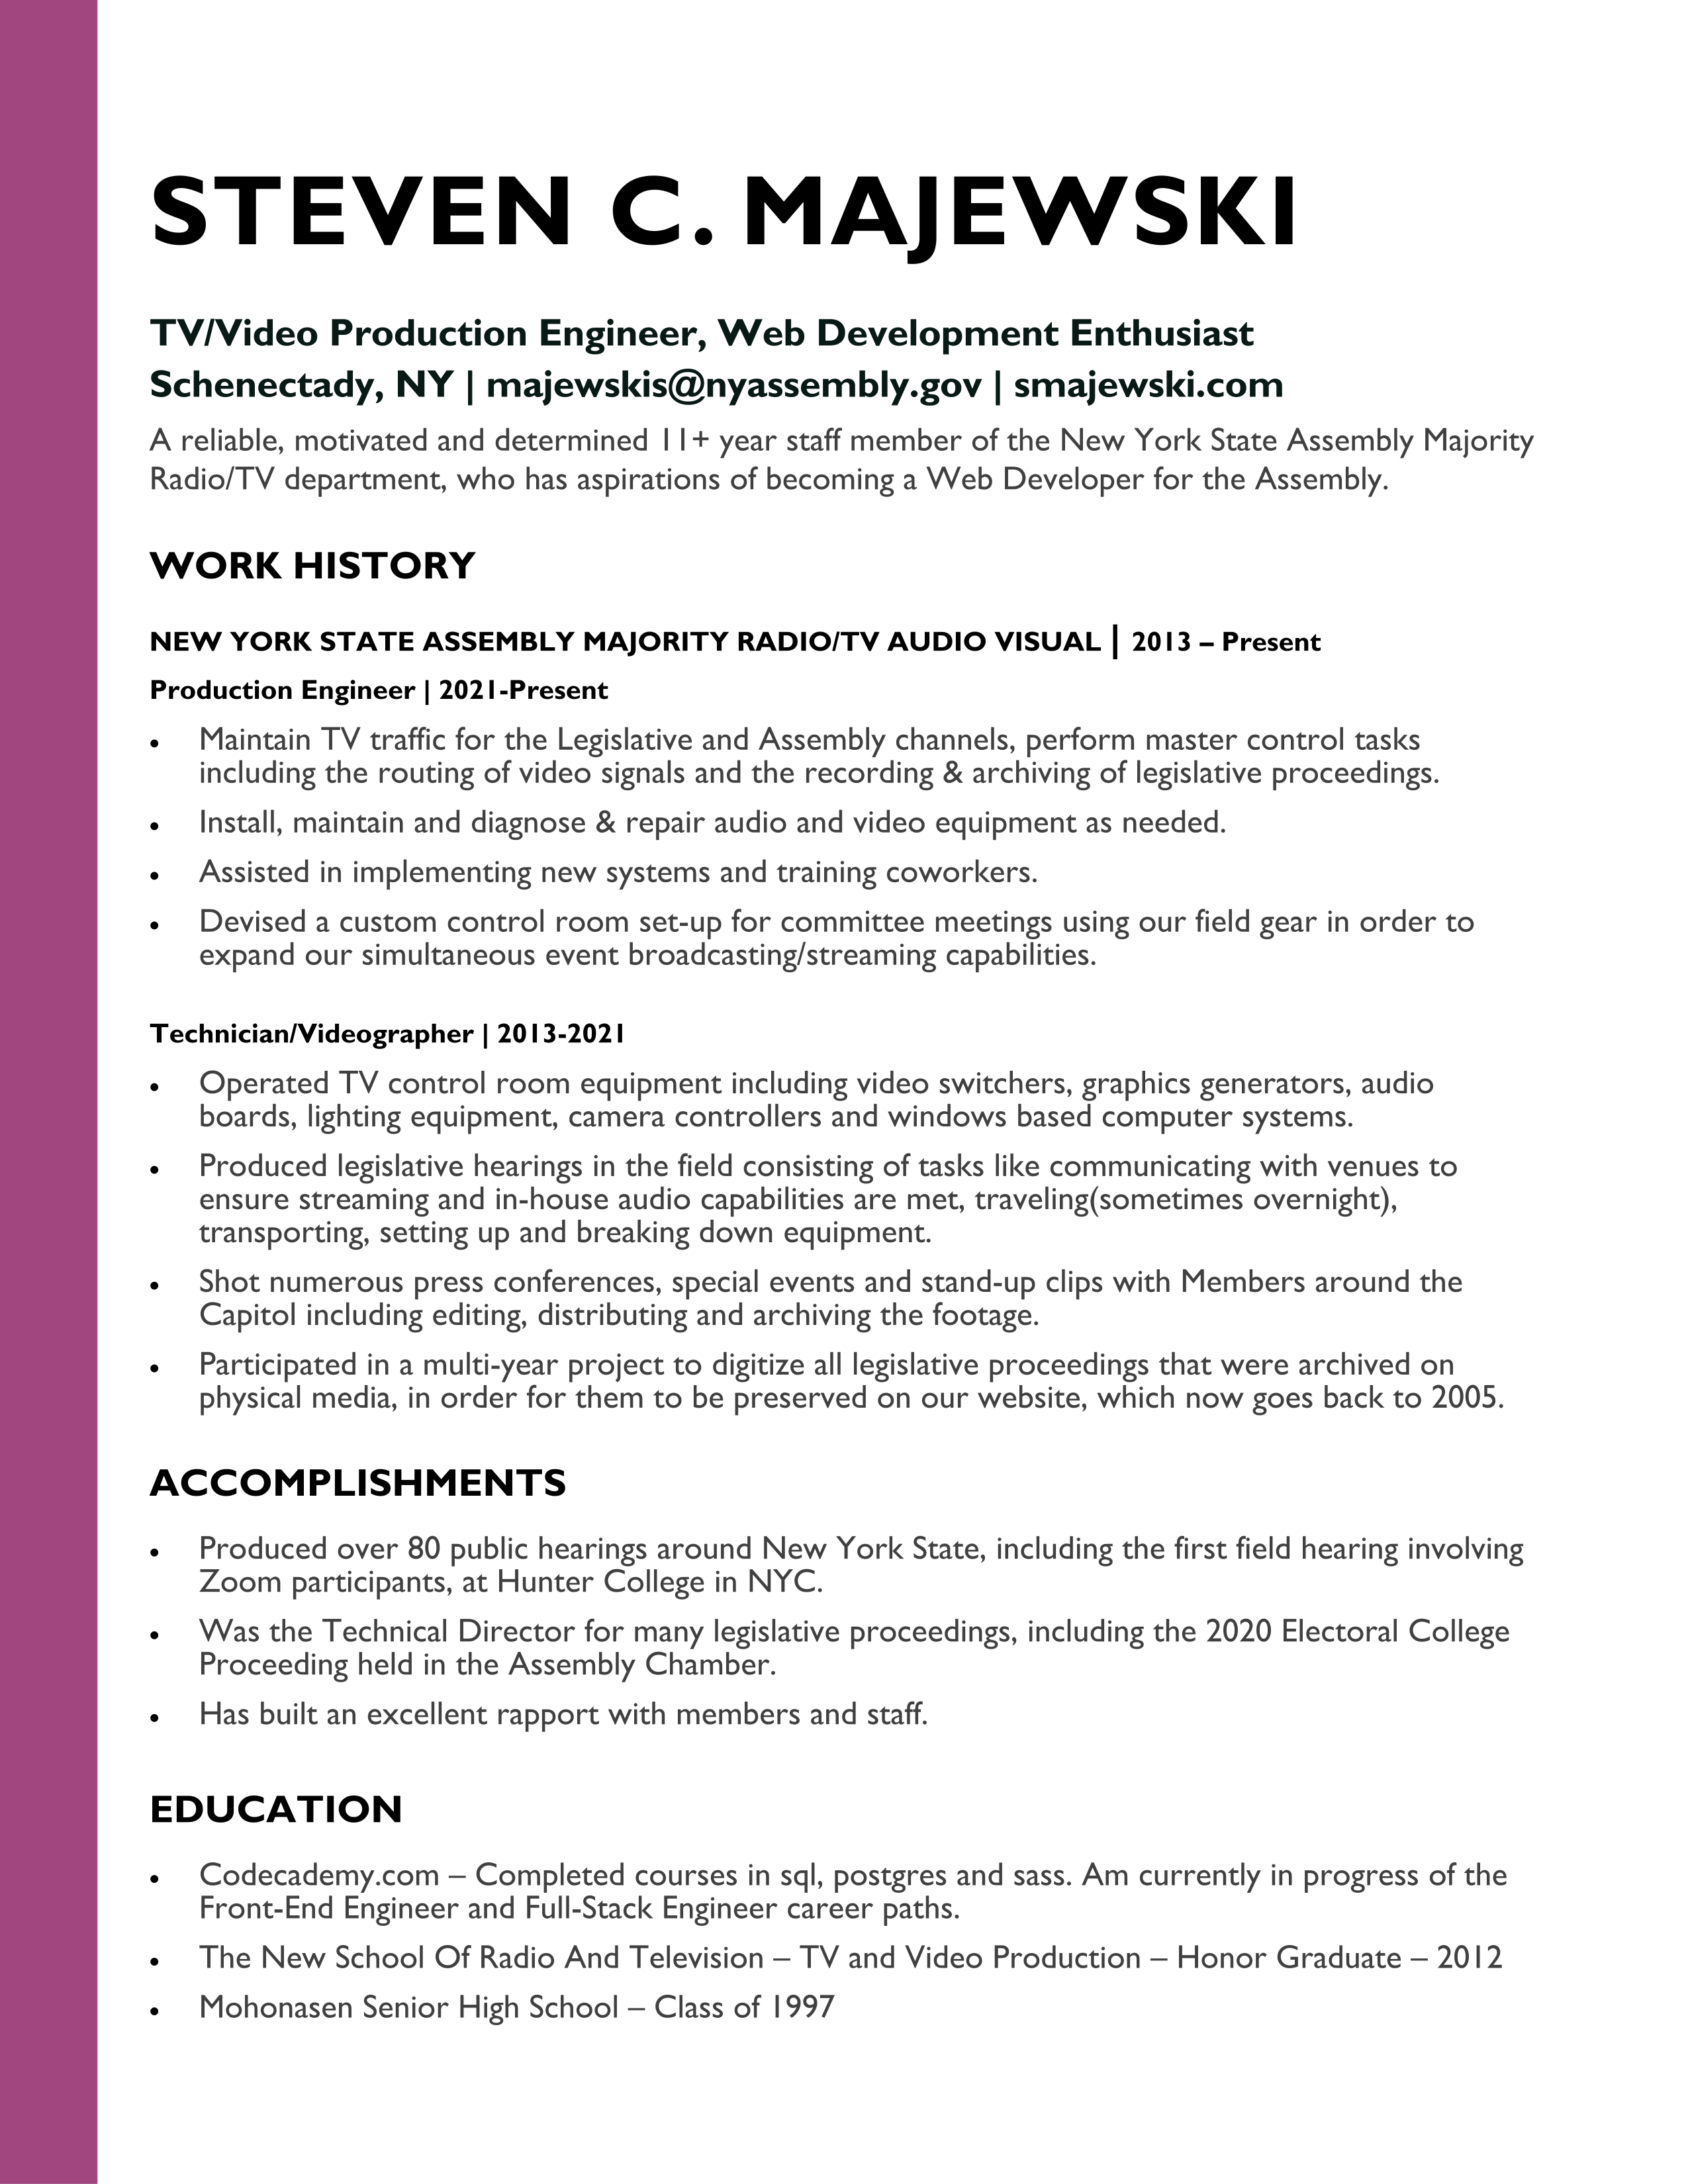 STEVEN C. MAJEWSKI
TV/Video Production Engineer, Web Development Enthusiast
Schenectady, NY | majewskis@nyassembly.gov | smajewski.com
A reliable, motivated and determined 11+ year staff member of the New York State Assembly Majority
Radio/TV department, who has aspirations of becoming a Web Developer for the Assembly.
WORK HISTORY
NEW YORK STATE ASSEMBLY MAJORITY RADIO/TV AUDIO VISUAL | 2013 – Present
Production Engineer | 2021-Present
• Maintain TV traffic for the Legislative and Assembly channels, perform master control tasks
including the routing of video signals and the recording & archiving of legislative proceedings.
• Install, maintain and diagnose & repair audio and video equipment as needed.
• Assisted in implementing new systems and training coworkers.
• Devised a custom control room set-up for committee meetings using our field gear in order to
expand our simultaneous event broadcasting/streaming capabilities.
Technician/Videographer | 2013-2021
• Operated TV control room equipment including video switchers, graphics generators, audio
boards, lighting equipment, camera controllers and windows based computer systems.
• Produced legislative hearings in the field consisting of tasks like communicating with venues to
ensure streaming and in-house audio capabilities are met, traveling(sometimes overnight),
transporting, setting up and breaking down equipment.
• Shot numerous press conferences, special events and stand-up clips with Members around the
Capitol including editing, distributing and archiving the footage.
• Participated in a multi-year project to digitize all legislative proceedings that were archived on
physical media, in order for them to be preserved on our website, which now goes back to 2005.
ACCOMPLISHMENTS
• Produced over 80 public hearings around New York State, including the first field hearing involving
Zoom participants, at Hunter College in NYC.
• Was the Technical Director for many legislative proceedings, including the 2020 Electoral College
Proceeding held in the Assembly Chamber.
• Has built an excellent rapport with members and staff.
EDUCATION
• Codecademy.com – Completed courses in sql, postgres and sass. Am currently in progress of the
Front-End Engineer and Full-Stack Engineer career paths.
• The New School Of Radio And Television – TV and Video Production – Honor Graduate – 2012
• Mohonasen Senior High School – Class of 1997